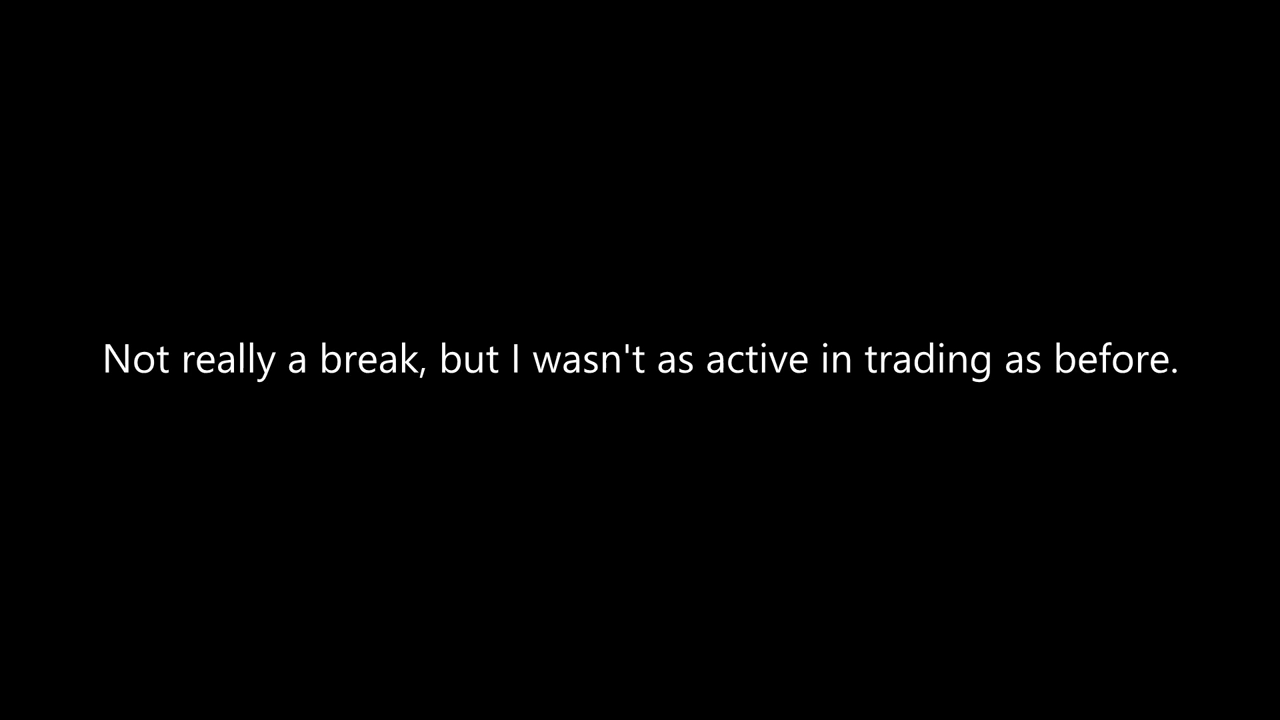 Not really a break, but I wasn't as active in trading as before.